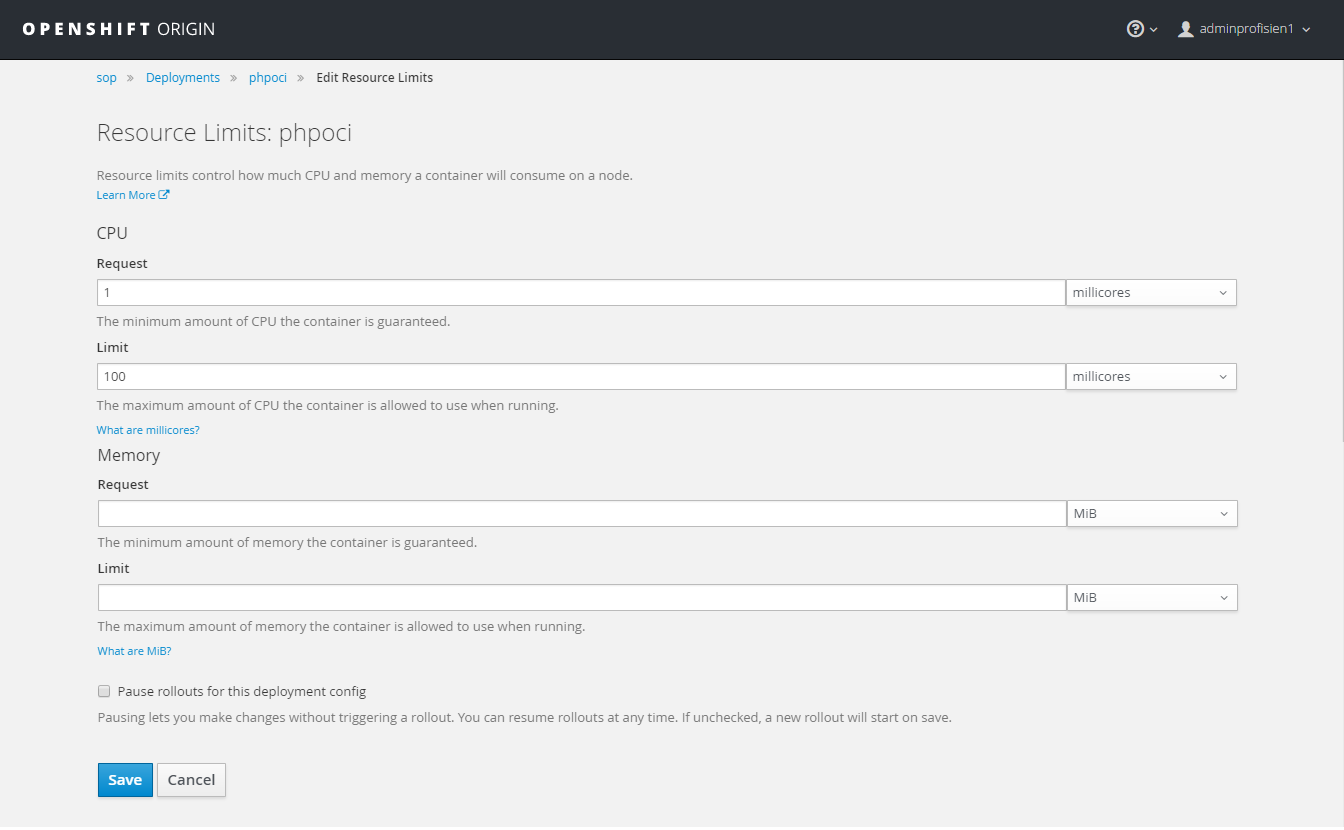 OPENSHIFT ORIGIN
adminprofisien1
sop » Deployments » phpoci » Edit Resource Limits
Resource Limits: phpoci
Resource limits control how much CPU and memory a container will consume on a node.
Learn More
CPU
Request
1 millicores
The minimum amount of CPU the container is guaranteed.
Limit
100 millicores
The maximum amount of CPU the container is allowed to use when running.
What are millicores?
Memory
Request
MiB
The minimum amount of memory the container is guaranteed.
Limit
MiB
The maximum amount of memory the container is allowed to use when running.
What are MiB?
Pause rollouts for this deployment config
Pausing lets you make changes without triggering a rollout. You can resume rollouts at any time. If unchecked, a new rollout will start on save.
Save Cancel